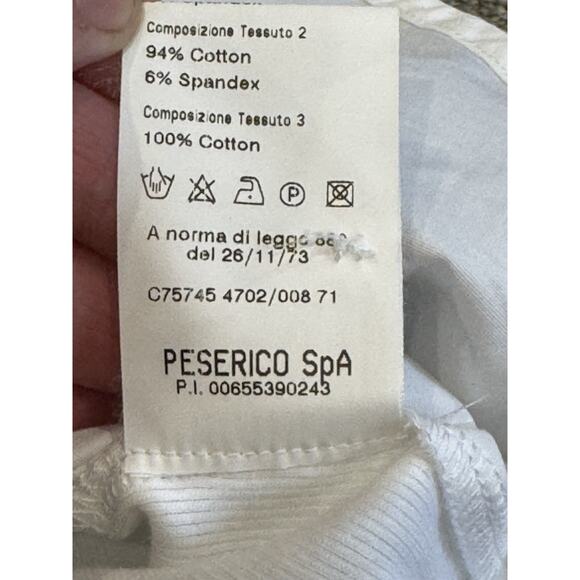 Composizione Tessuto 2
94% Cotton
6% Spandex
Composizione Tessuto 3
100% Cotton
P
A norma di legge
del 26/11/73
C75745 4702/008 71
PESERICO SpA
P.I. 00655390243